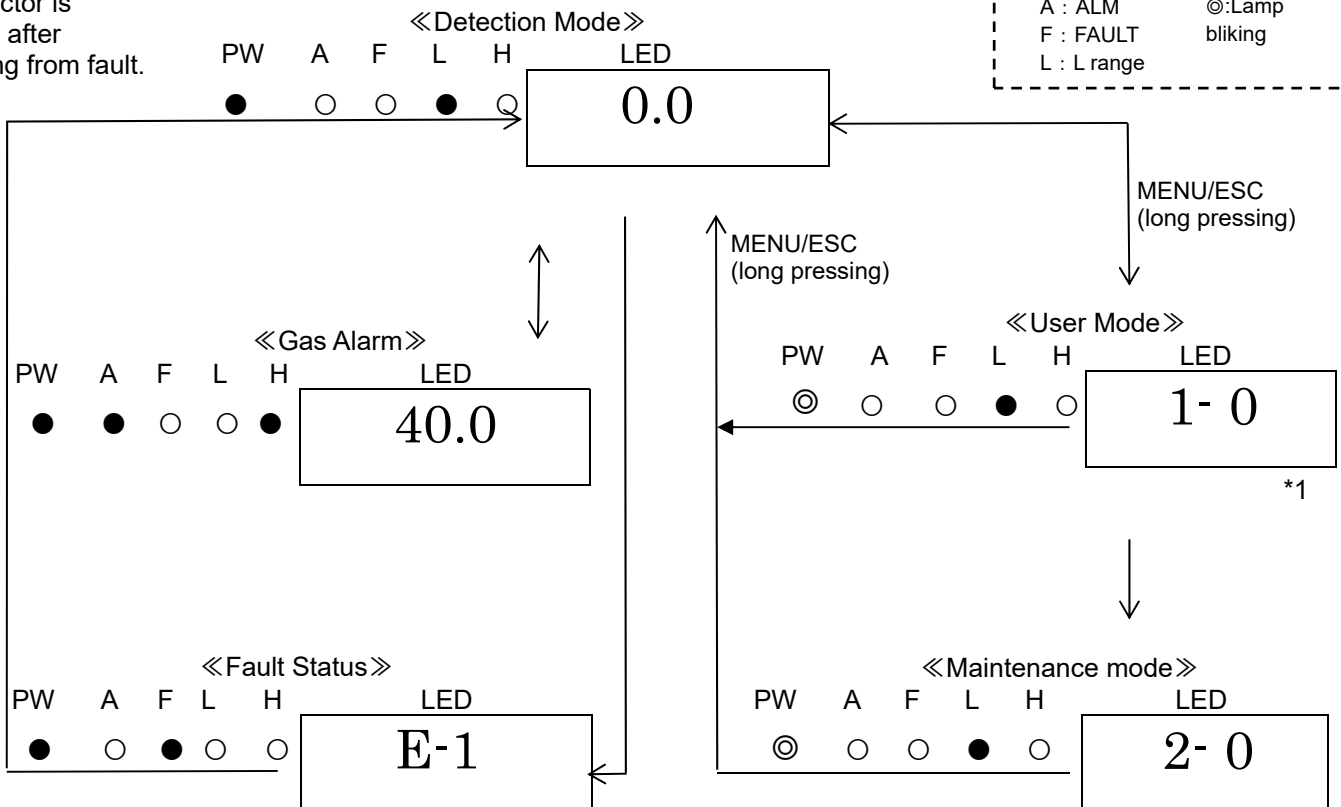 ctor is
after
ng from fault.
≪Detection Mode≫
PW A F L H LED
0.0
A：ALM ◎:Lamp
F：FAULT bliking
L：L range
MENU/ESC
(long pressing)
MENU/ESC
(long pressing)
≪Gas Alarm≫
PW A F L H LED
40.0
≪User Mode≫
PW A F L H LED
1- 0
*1
≪Fault Status≫
PW A F L H LED
E-1
≪Maintenance mode≫
PW A F L H LED
2- 0